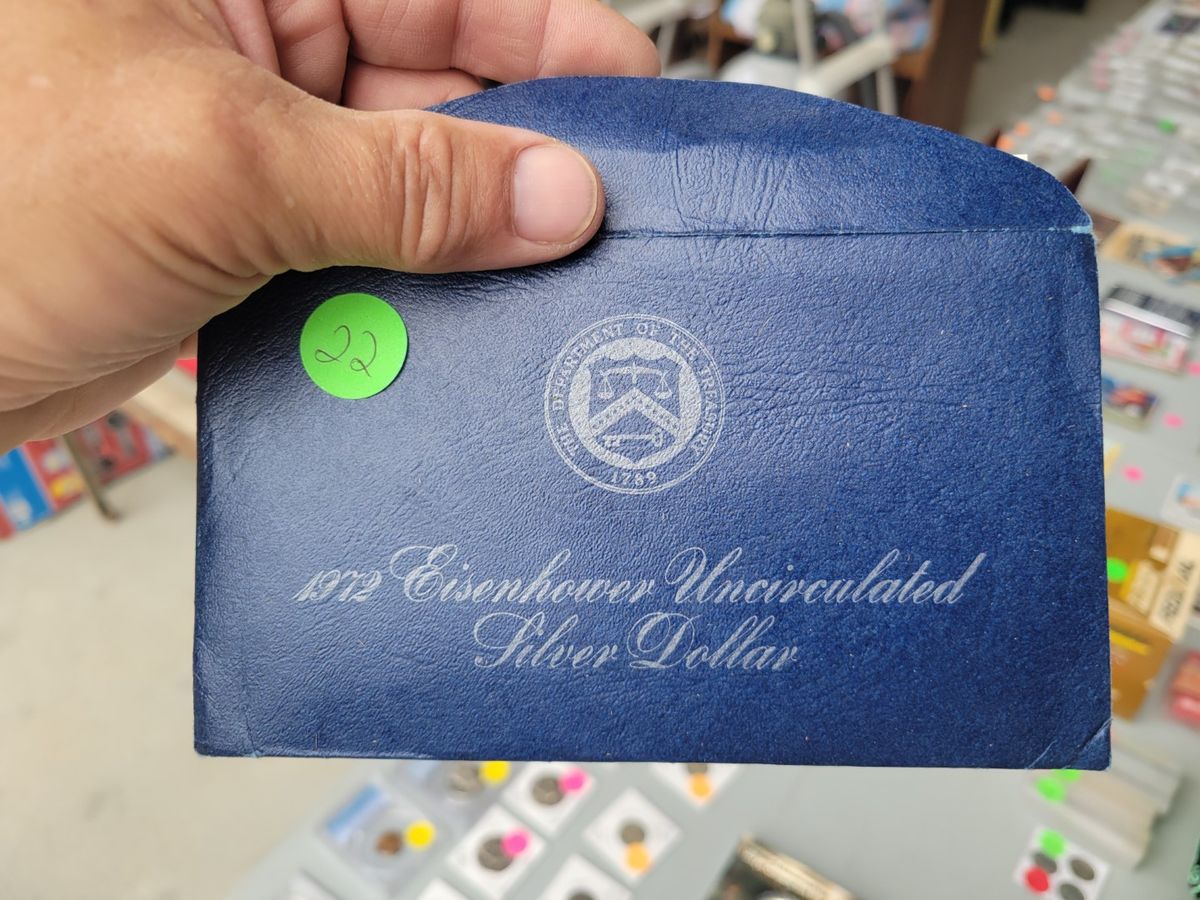 22
THE DEPARTMENT OF THE TREASURY
1789
1972 Eisenhower Uncirculated
Silver Dollar